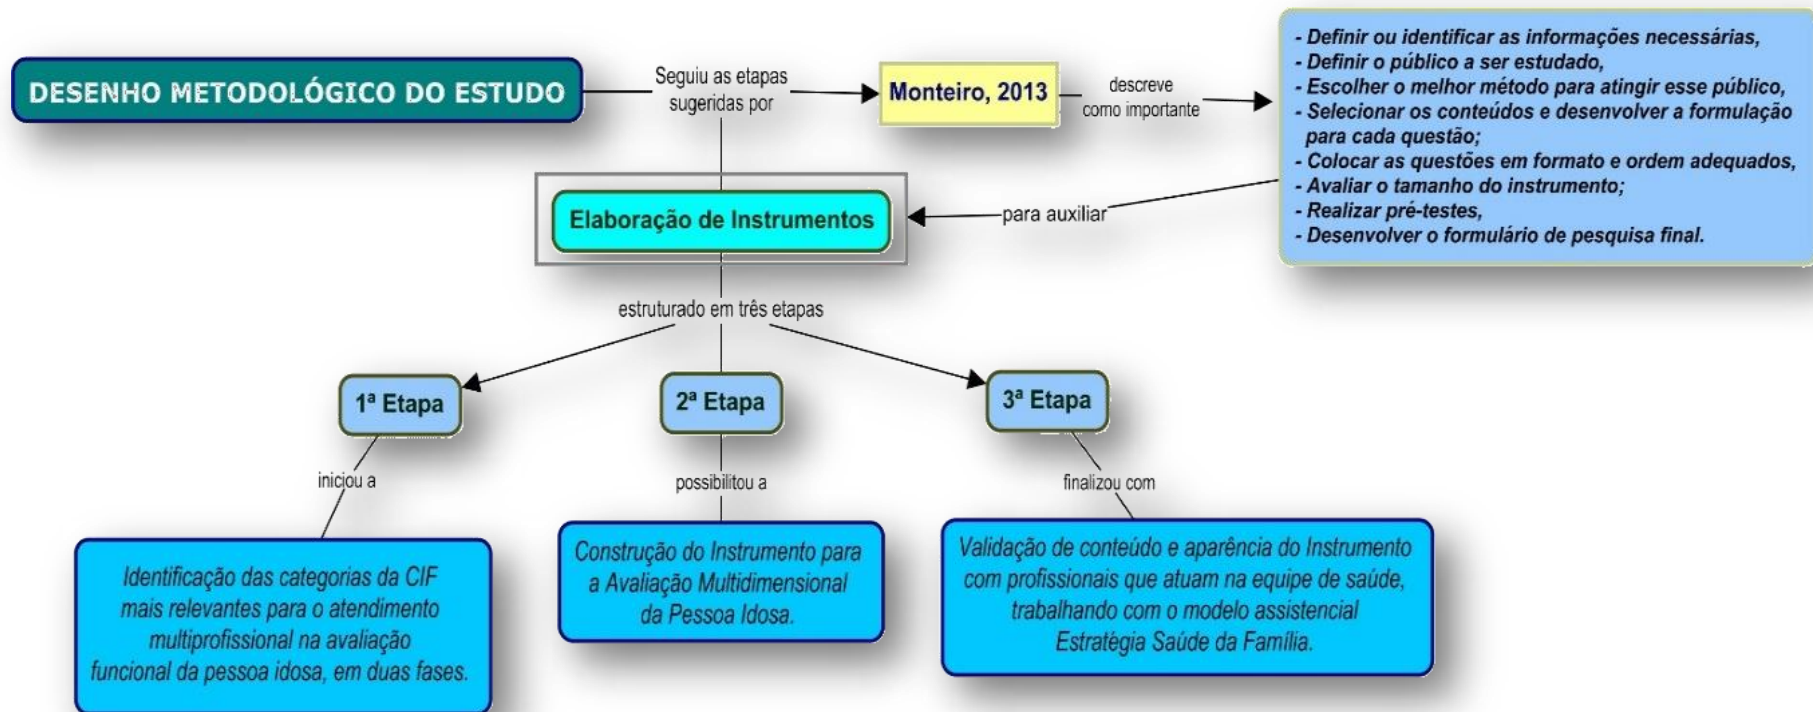 DESENHO METODOLÓGICO DO ESTUDO
Seguiu as etapas
sugeridas por
Monteiro, 2013
descreve
como importante
- Definir ou identificar as informações necessárias,
- Definir o público a ser estudado,
- Escolher o melhor método para atingir esse público,
- Selecionar os conteúdos e desenvolver a formulação
para cada questão;
- Colocar as questões em formato e ordem adequados,
- Avaliar o tamanho do instrumento;
- Realizar pré-testes,
- Desenvolver o formulário de pesquisa final.
para auxiliar
Elaboração de Instrumentos
estruturado em três etapas
1ª Etapa
2ª Etapa
3ª Etapa
iniciou a
possibilitou a
finalizou com
Identificação das categorias da CIF
mais relevantes para o atendimento
multiprofissional na avaliação
funcional da pessoa idosa, em duas fases.
Construção do Instrumento para
a Avaliação Multidimensional
da Pessoa Idosa.
Validação de conteúdo e aparência do Instrumento
com profissionais que atuam na equipe de saúde,
trabalhando com o modelo assistencial
Estratégia Saúde da Família.